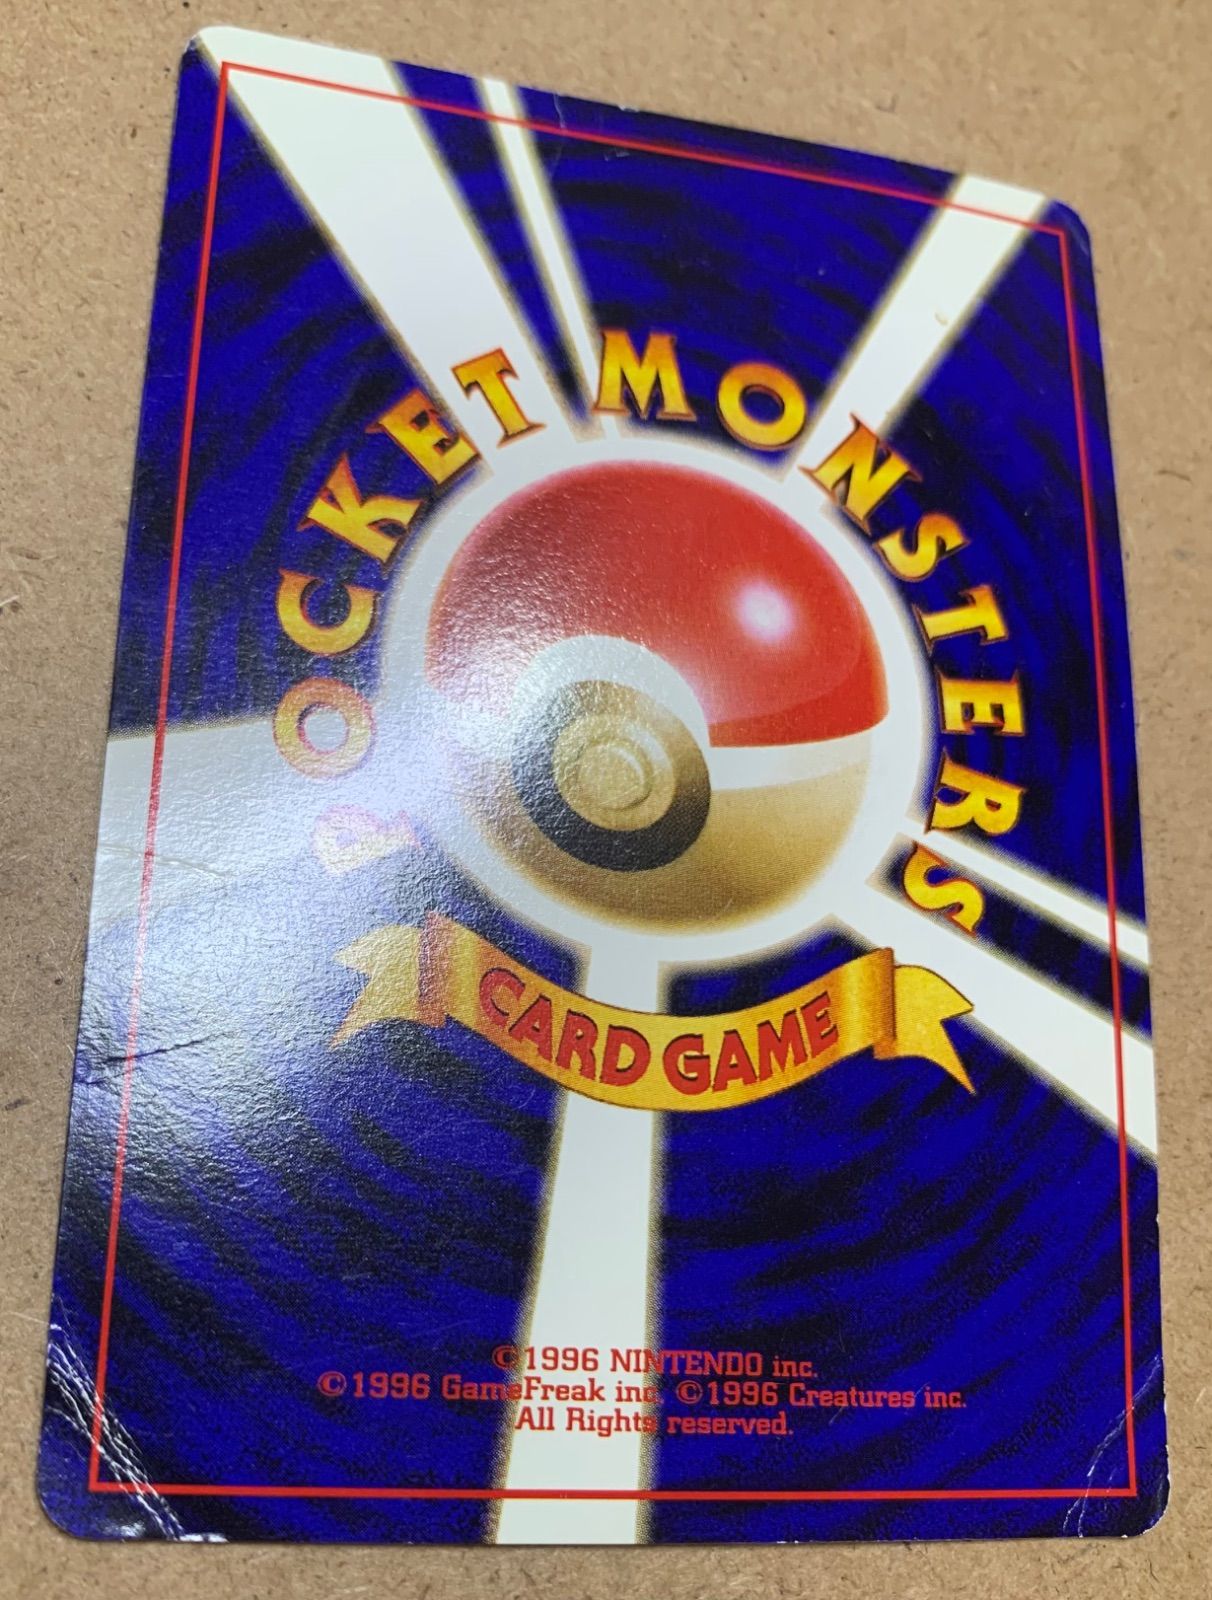 POCKET MONSTERS
CARD GAME
©1996 NINTENDO inc.
©1996 GameFreak inc. ©1996 Creatures inc.
All Rights reserved.